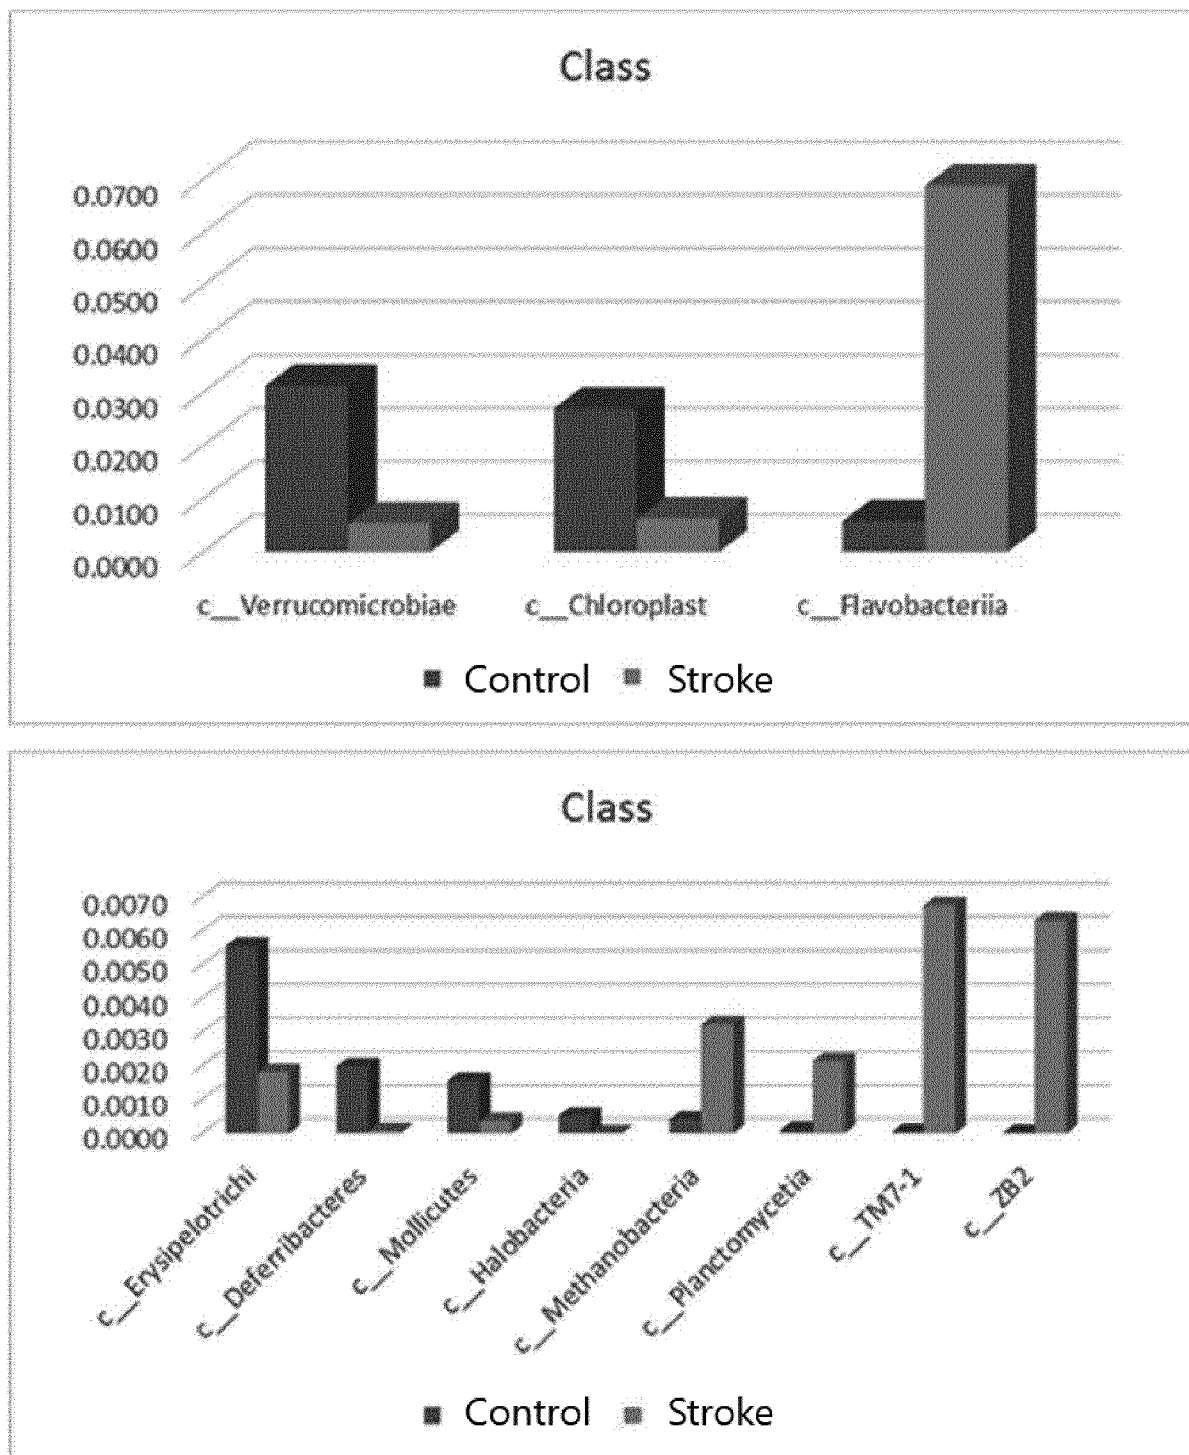 Class
0.0700
0.0600
0.0500
0.0400
0.0300
0.0200
0.0100
0.0000
c__Verrucomicrobiae c__Chloroplast c__Flavobacteriia
Control Stroke
Class
0.0070
0.0060
0.0050
0.0040
0.0030
0.0020
0.0010
0.0000
c__Erysipelotrichi
c__Deferribacteres
c__Mollicutes
c__Halobacteria
c__Methanobacteria
c__Planctomycetia
c__TM7-1
c__ZB2
Control Stroke